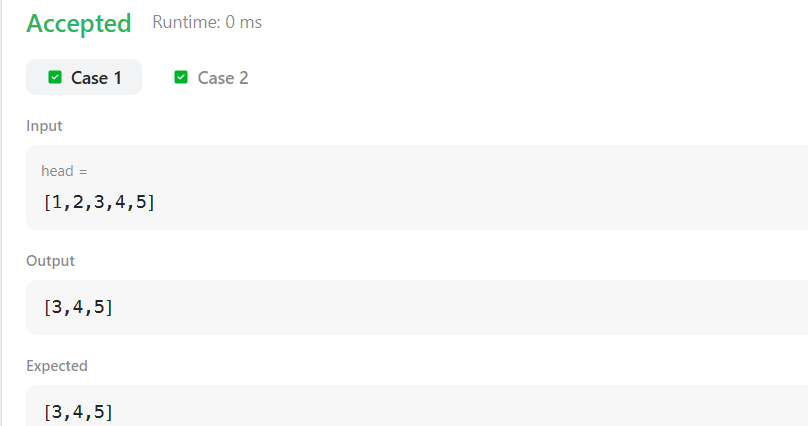 Accepted Runtime: 0 ms
Case 1 Case 2
Input
head =
[1,2,3,4,5]
Output
[3,4,5]
Expected
[3,4,5]